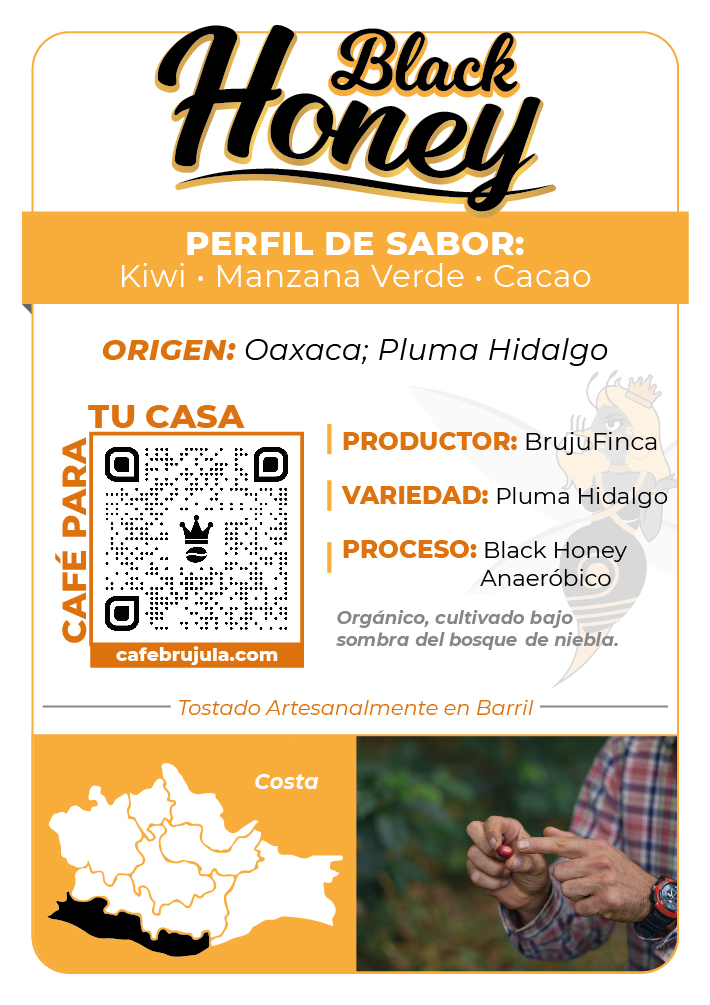 Black
Honey
PERFIL DE SABOR:
Kiwi • Manzana Verde • Cacao
ORIGEN: Oaxaca; Pluma Hidalgo
CAFÉ PARA
TU CASA
cafebrujula.com
PRODUCTOR: BrujuFinca
VARIEDAD: Pluma Hidalgo
PROCESO: Black Honey
Anaeróbico
Orgánico, cultivado bajo
sombra del bosque de niebla.
Tostado Artesanalmente en Barril
Costa